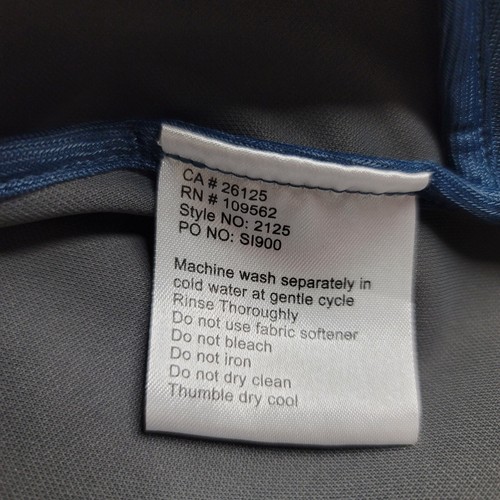 CA # 26125
RN # 109562
Style NO: 2125
PO NO: SI900
Machine wash separately in
cold water at gentle cycle
Rinse Thoroughly
Do not use fabric softener
Do not bleach
Do not iron
Do not dry clean
Thumble dry cool